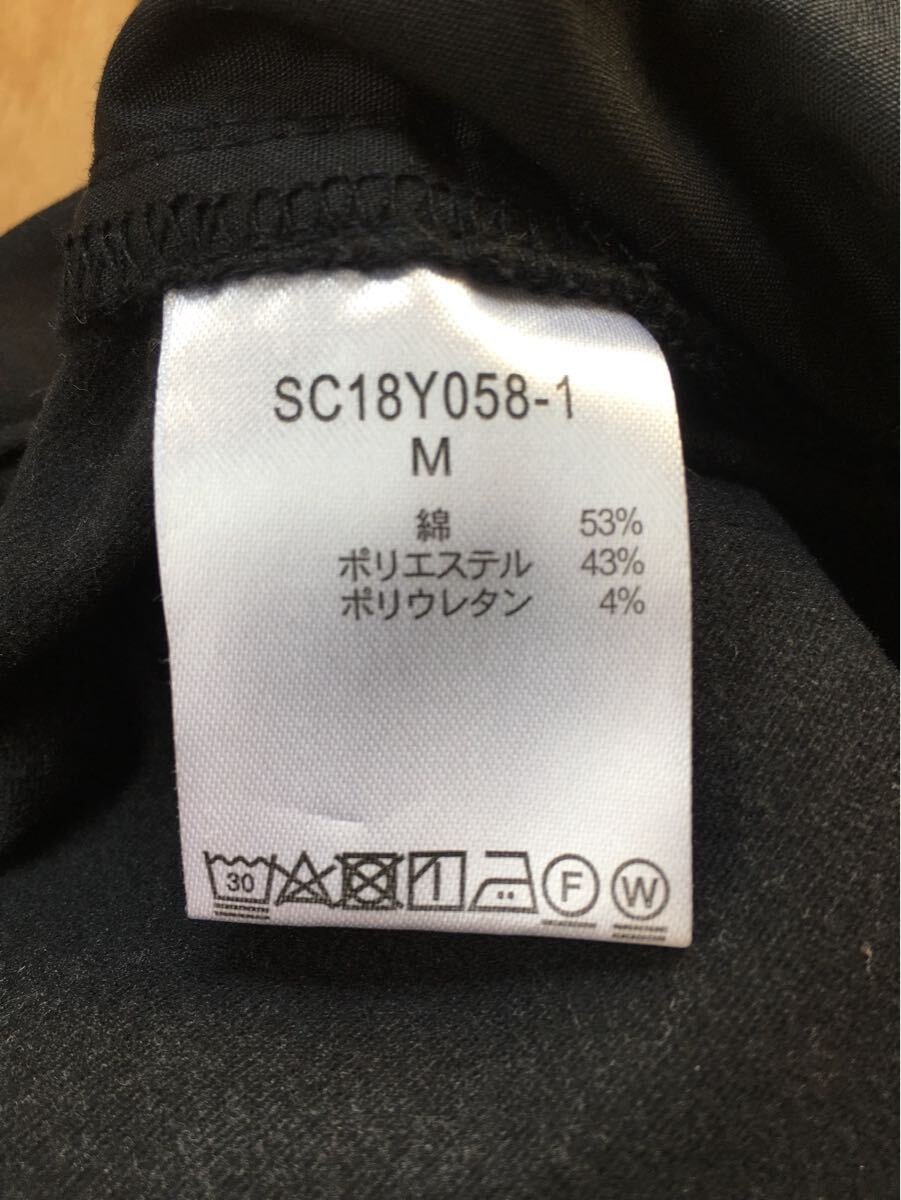 SC18Y058-1
M
綿 53%
ポリエステル 43%
ポリウレタン 4%
30 F W